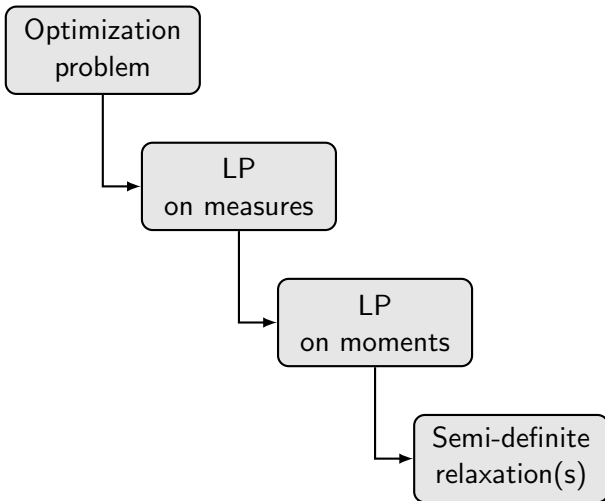 Optimization
problem
LP
on measures
LP
on moments
Semi-definite
relaxation(s)